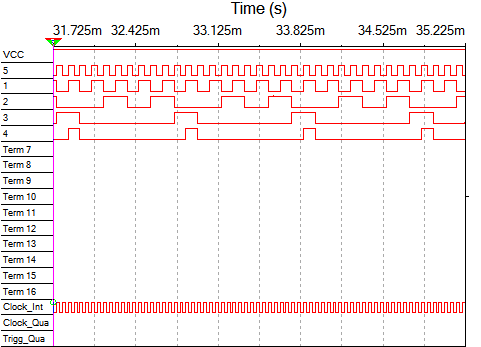 Time (s)
31.725m 32.425m 33.125m 33.825m 34.525m 35.225m
VCC
5
1
2
3
4
Term 7
Term 8
Term 9
Term 10
Term 11
Term 12
Term 13
Term 14
Term 15
Term 16
Clock_Int
Clock_Qua
Trigg_Qua